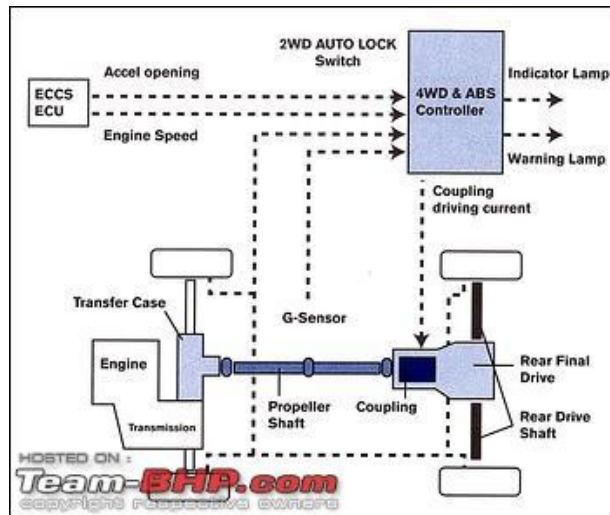 2WD AUTO LOCK
Switch
Accel opening
ECCS
ECU
Engine Speed
4WD & ABS
Controller
Indicator Lamp
Warning Lamp
Coupling
driving current
Transfer Case
G-Sensor
Engine
Transmission
Propeller
Shaft
Coupling
Rear Final
Drive
Rear Drive
Shaft
HOSTED ON :
Team-BHP.com
copyright respective owners